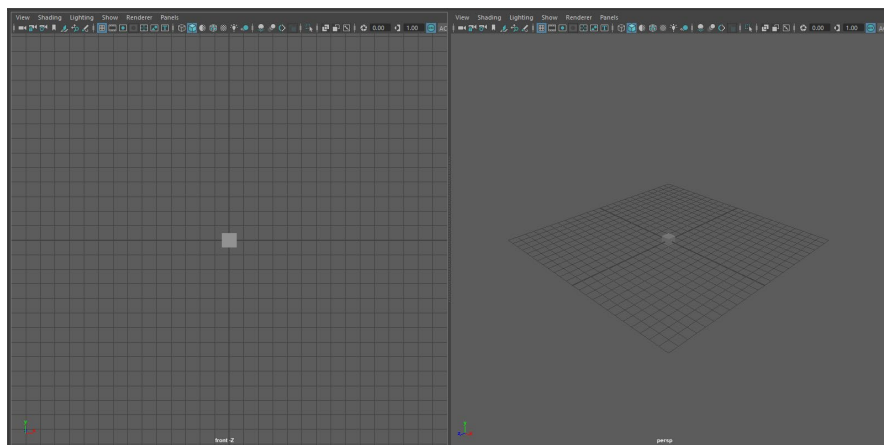 View Shading Lighting Show Renderer Panels
0.00 1.00
front -Z
View Shading Lighting Show Renderer Panels
0.00 1.00
persp